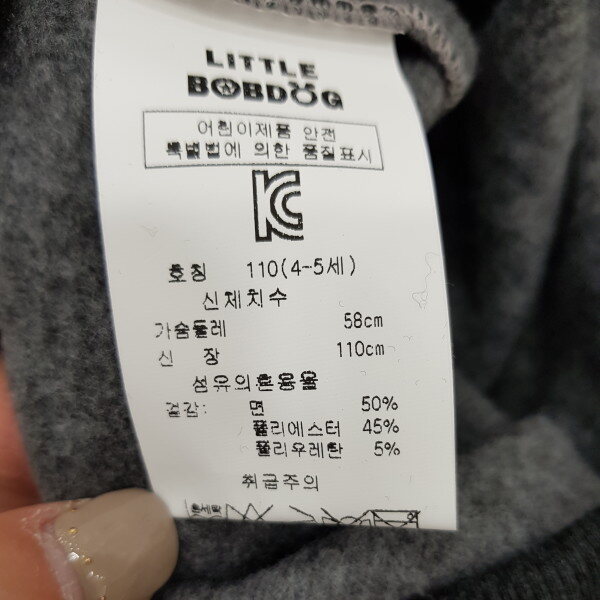 LITTLE
BOBDOG
어린이제품 안전
특별법에 의한 품질표시
KC
호칭 110(4-5세)
신체치수
가슴둘레 58cm
신 장 110cm
섬유의혼용율
겉감: 면 50%
폴리에스터 45%
폴리우레탄 5%
취급주의